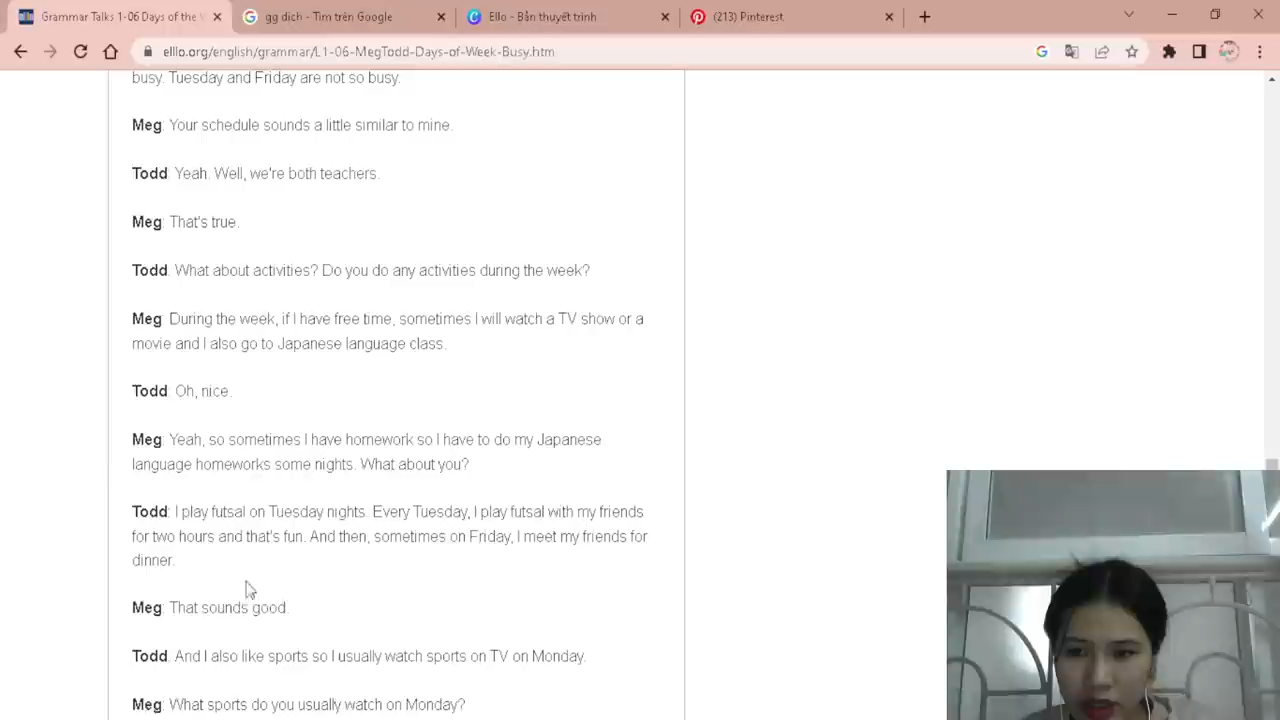 Grammar Talks 1-06 Days of the W
gg dich - Tìm trên Google
Ello - Bản thuyết trình
(213) Pinterest
elllo.org/english/grammar/L1-06-MegTodd-Days-of-Week-Busy.htm
busy. Tuesday and Friday are not so busy.
Meg: Your schedule sounds a little similar to mine.
Todd: Yeah. Well, we're both teachers.
Meg: That's true.
Todd: What about activities? Do you do any activities during the week?
Meg: During the week, if I have free time, sometimes I will watch a TV show or a
movie and I also go to Japanese language class.
Todd: Oh, nice.
Meg: Yeah, so sometimes I have homework so I have to do my Japanese
language homeworks some nights. What about you?
Todd: I play futsal on Tuesday nights. Every Tuesday, I play futsal with my friends
for two hours and that's fun. And then, sometimes on Friday, I meet my friends for
dinner.
Meg: That sounds good.
Todd: And I also like sports so I usually watch sports on TV on Monday.
Meg: What sports do you usually watch on Monday?